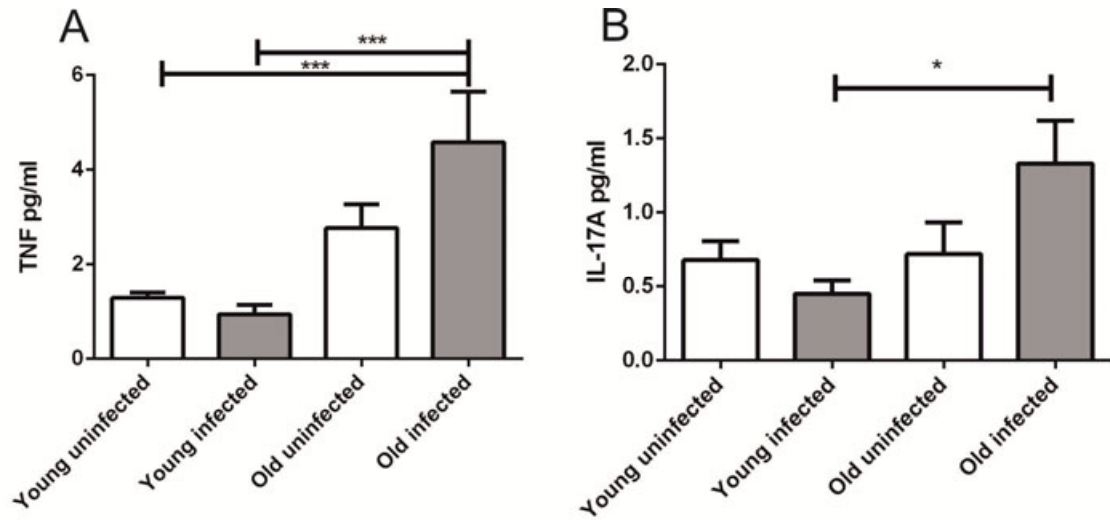 A
***
***
6
4
2
0
TNF pg/ml
Young uninfected
Young infected
Old uninfected
Old infected
B
*
2.0
1.5
1.0
0.5
0.0
IL-17A pg/ml
Young uninfected
Young infected
Old uninfected
Old infected